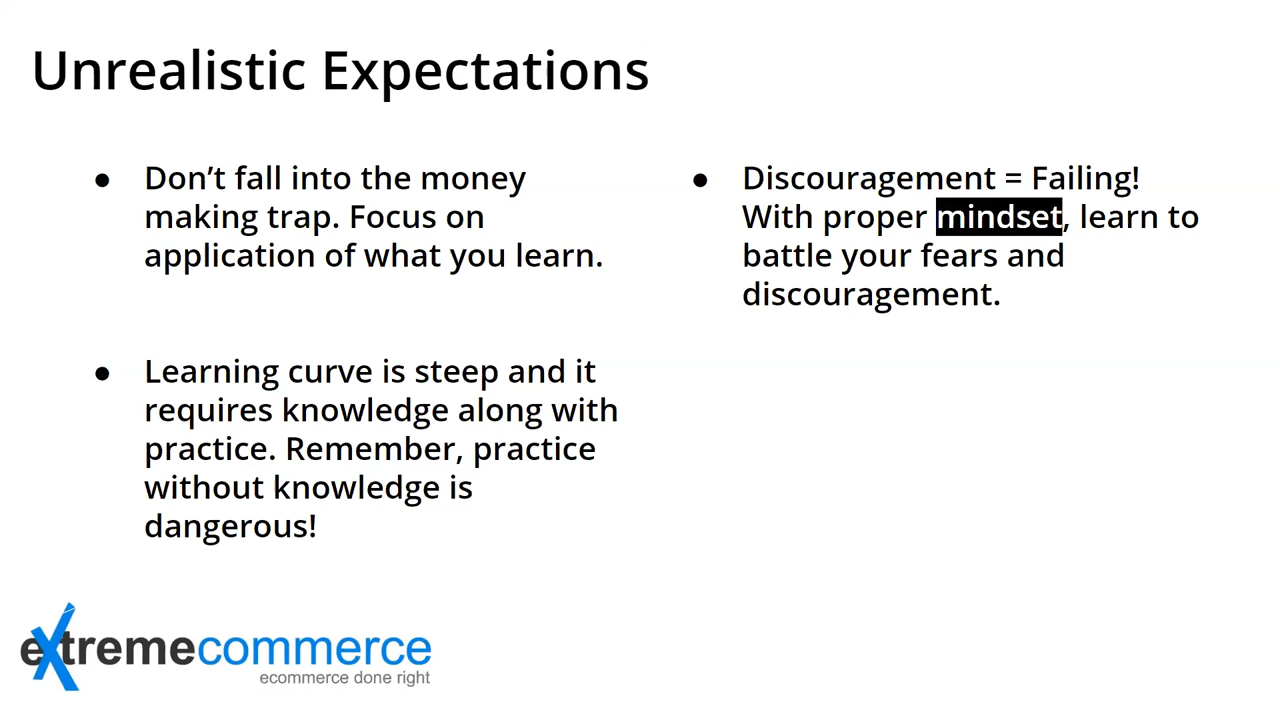 Unrealistic Expectations
● Don’t fall into the money
making trap. Focus on
application of what you learn.
● Learning curve is steep and it
requires knowledge along with
practice. Remember, practice
without knowledge is
dangerous!
● Discouragement = Failing!
With proper mindset, learn to
battle your fears and
discouragement.
extremecommerce
ecommerce done right